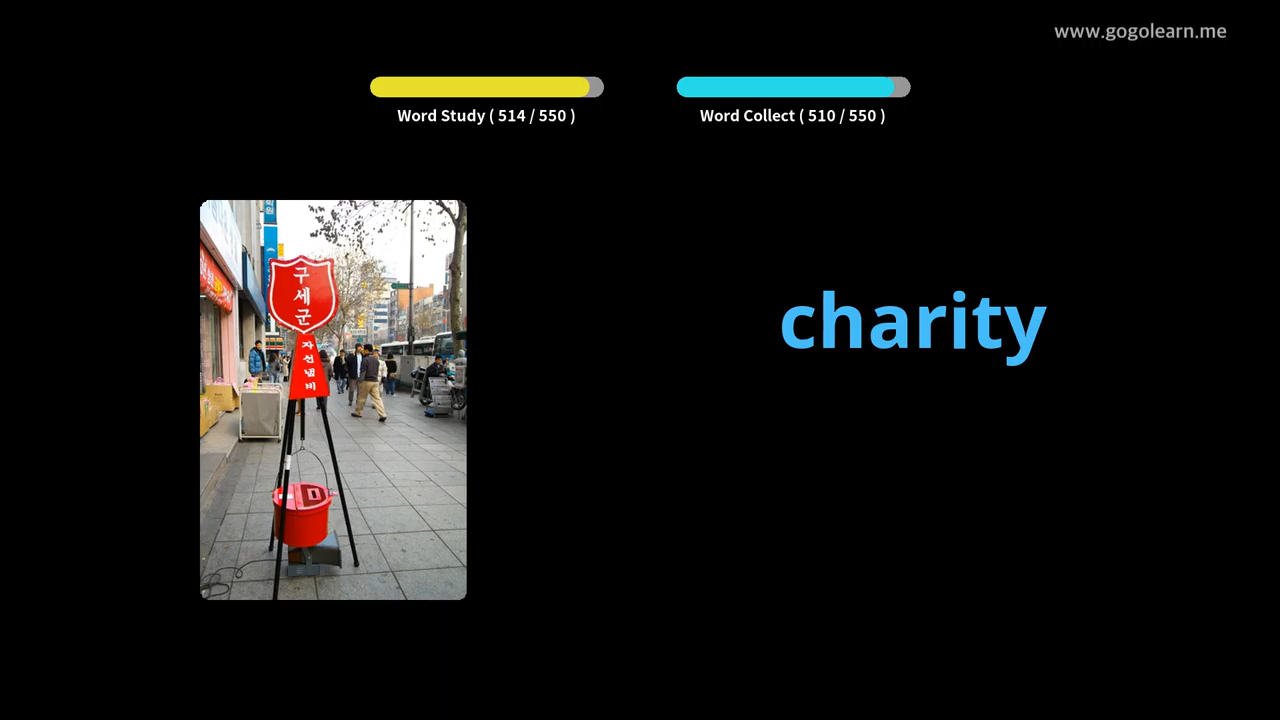 www.gogolearn.me
Word Study ( 514 / 550 )
Word Collect ( 510 / 550 )
구
세
군
자
선
냄
비
charity